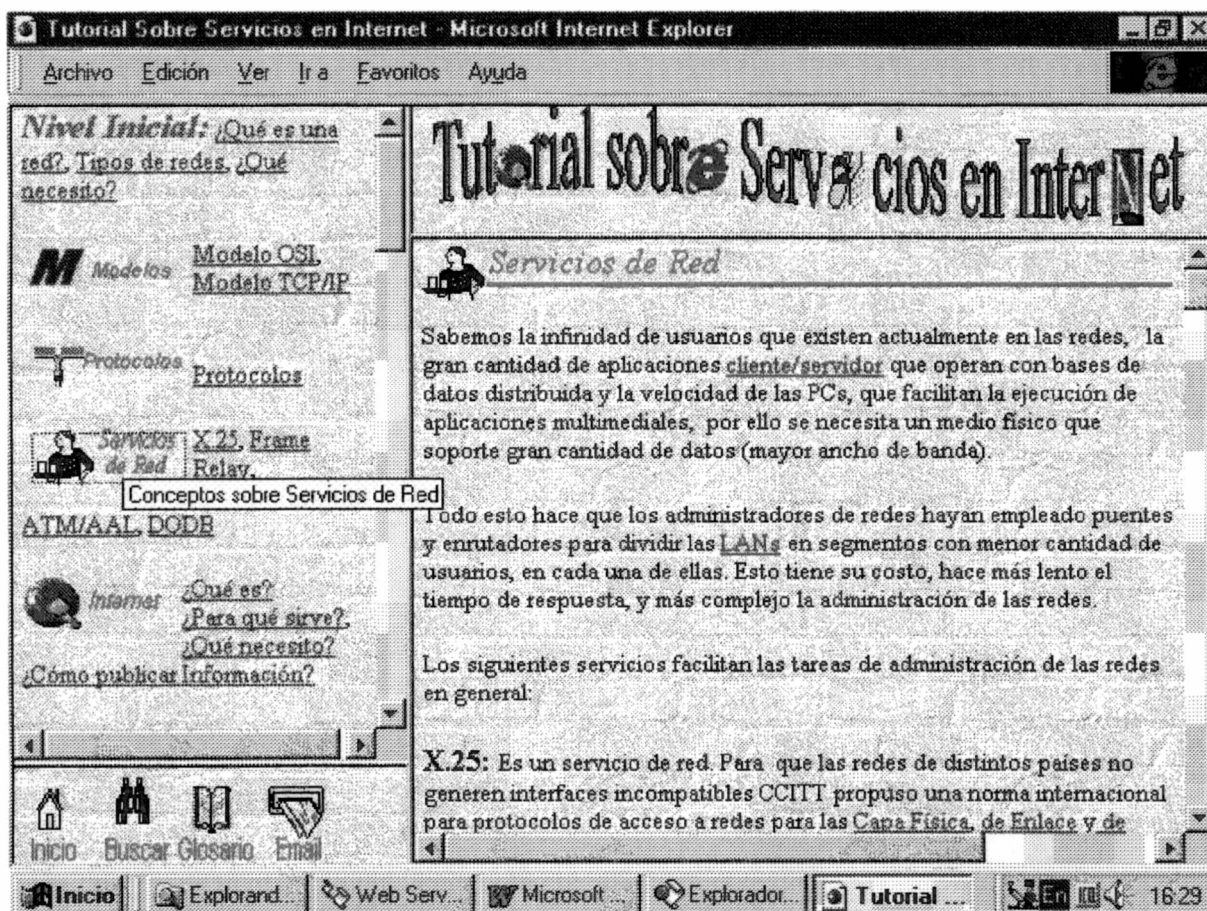 Tutorial Sobre Servicios en Internet - Microsoft Internet Explorer
Archivo Edición Ver Ir a Favoritos Ayuda
Nivel Inicial: ¿Qué es una
red?, Tipos de redes, ¿Qué
necesito?
Modelos
Modelo OSI,
Modelo TCP/IP
Protocolos
Protocolos
Servicios
de Red
X.25, Frame
Relay,
Conceptos sobre Servicios de Red
ATM/AAL, DQDB
Internet
¿Qué es?
¿Para qué sirve?,
¿Qué necesito?
¿Cómo publicar Información?
Inicio Buscar Glosario Email
Tutorial sobre Servicios en InterNet
Servicios de Red
Sabemos la infinidad de usuarios que existen actualmente en las redes, la
gran cantidad de aplicaciones cliente/servidor que operan con bases de
datos distribuida y la velocidad de las PCs, que facilitan la ejecución de
aplicaciones multimediales, por ello se necesita un medio físico que
soporte gran cantidad de datos (mayor ancho de banda).
Todo esto hace que los administradores de redes hayan empleado puentes
y enrutadores para dividir las LANs en segmentos con menor cantidad de
usuarios, en cada una de ellas. Esto tiene su costo, hace más lento el
tiempo de respuesta, y más complejo la administración de las redes.
Los siguientes servicios facilitan las tareas de administración de las redes
en general:
X.25: Es un servicio de red. Para que las redes de distintos países no
generen interfaces incompatibles CCITT propuso una norma internacional
para protocolos de acceso a redes para las Capa Física, de Enlace y de
Inicio Explorand... Web Serv... Microsoft ... Explorador... Tutorial ... En 16:29